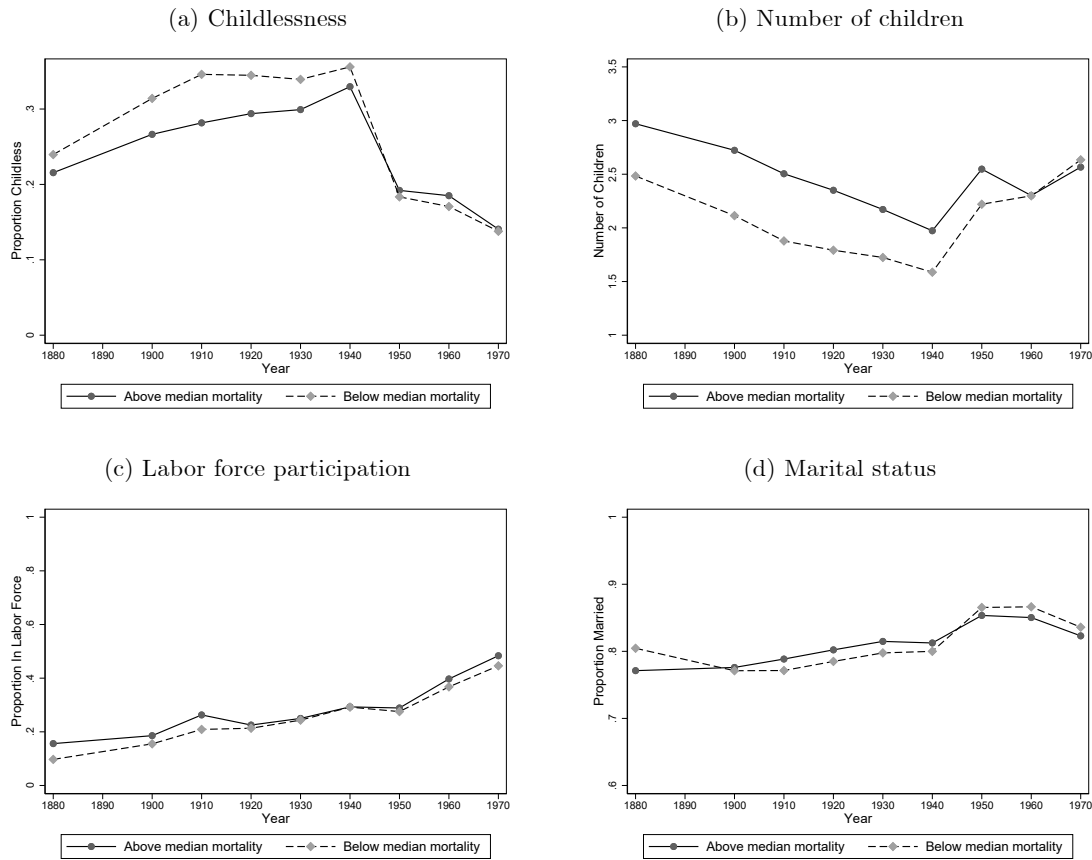 (a) Childlessness
Proportion Childless
0 .1 .2 .3
1880 1890 1900 1910 1920 1930 1940 1950 1960 1970
Year
Above median mortality Below median mortality
(b) Number of children
Number of Children
1 1.5 2 2.5 3 3.5
1880 1890 1900 1910 1920 1930 1940 1950 1960 1970
Year
Above median mortality Below median mortality
(c) Labor force participation
Proportion In Labor Force
0 .2 .4 .6 .8 1
1880 1890 1900 1910 1920 1930 1940 1950 1960 1970
Year
Above median mortality Below median mortality
(d) Marital status
Proportion Married
.6 .7 .8 .9 1
1880 1890 1900 1910 1920 1930 1940 1950 1960 1970
Year
Above median mortality Below median mortality